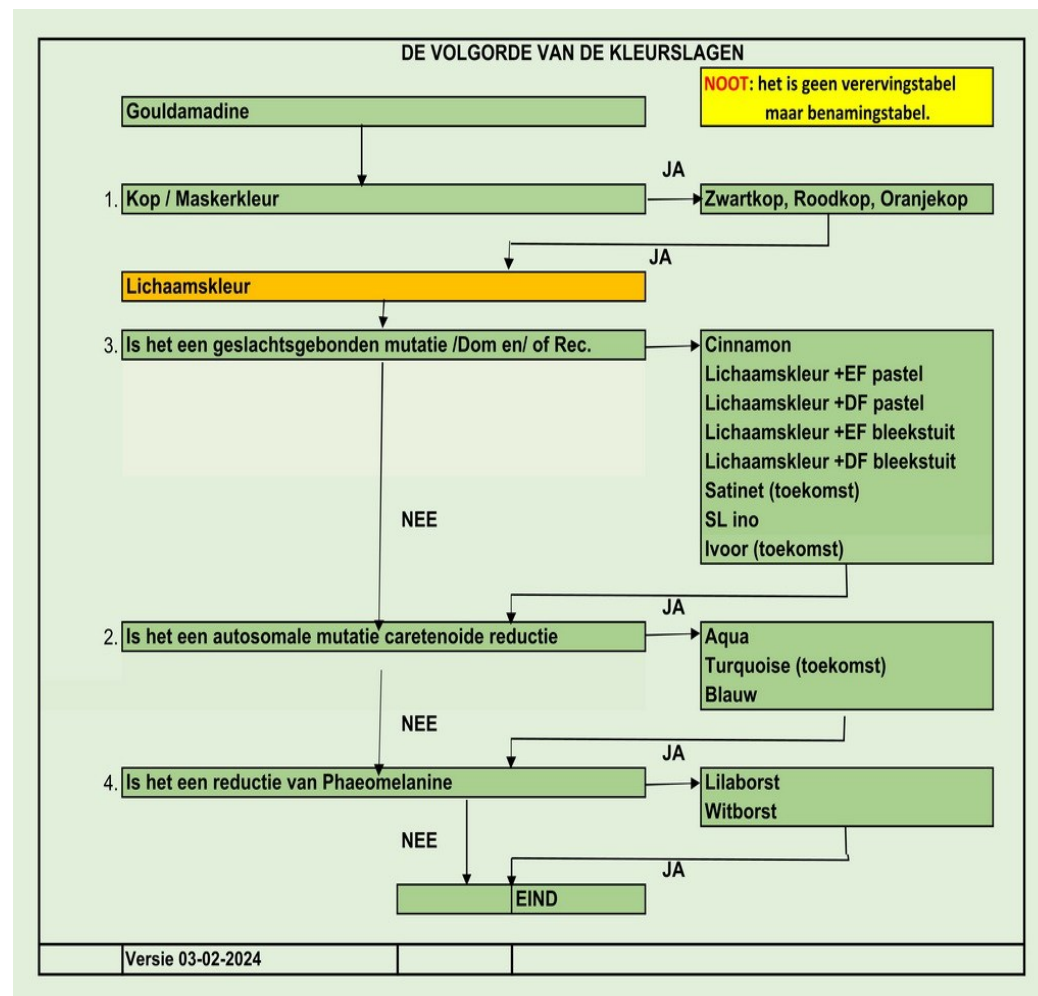 DE VOLGORDE VAN DE KLEURSLAGEN
NOOT: het is geen verervingstabel
maar benamingstabel.
Gouldamadine
JA
1. Kop / Maskerkleur
Zwartkop, Roodkop, Oranjekop
JA
Lichaamskleur
3. Is het een geslachtsgebonden mutatie /Dom en/ of Rec.
Cinnamon
Lichaamskleur +EF pastel
Lichaamskleur +DF pastel
Lichaamskleur +EF bleekstuit
Lichaamskleur +DF bleekstuit
Satinet (toekomst)
SL ino
Ivoor (toekomst)
NEE
JA
2. Is het een autosomale mutatie caretenoide reductie
Aqua
Turquoise (toekomst)
Blauw
NEE
JA
4. Is het een reductie van Phaeomelanine
Lilaborst
Witborst
NEE
JA
EIND
Versie 03-02-2024